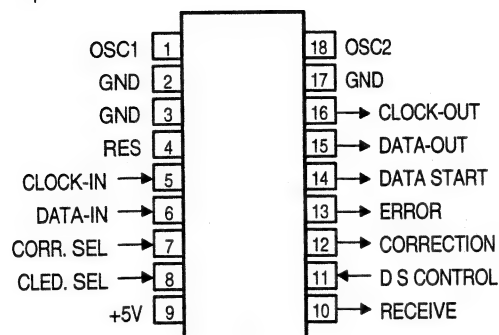 OSC1 1 18 OSC2
GND 2 17 GND
GND 3 16 CLOCK-OUT
RES 4 15 DATA-OUT
CLOCK-IN 5 14 DATA START
DATA-IN 6 13 ERROR
CORR. SEL 7 12 CORRECTION
CLED. SEL 8 11 D S CONTROL
+5V 9 10 RECEIVE